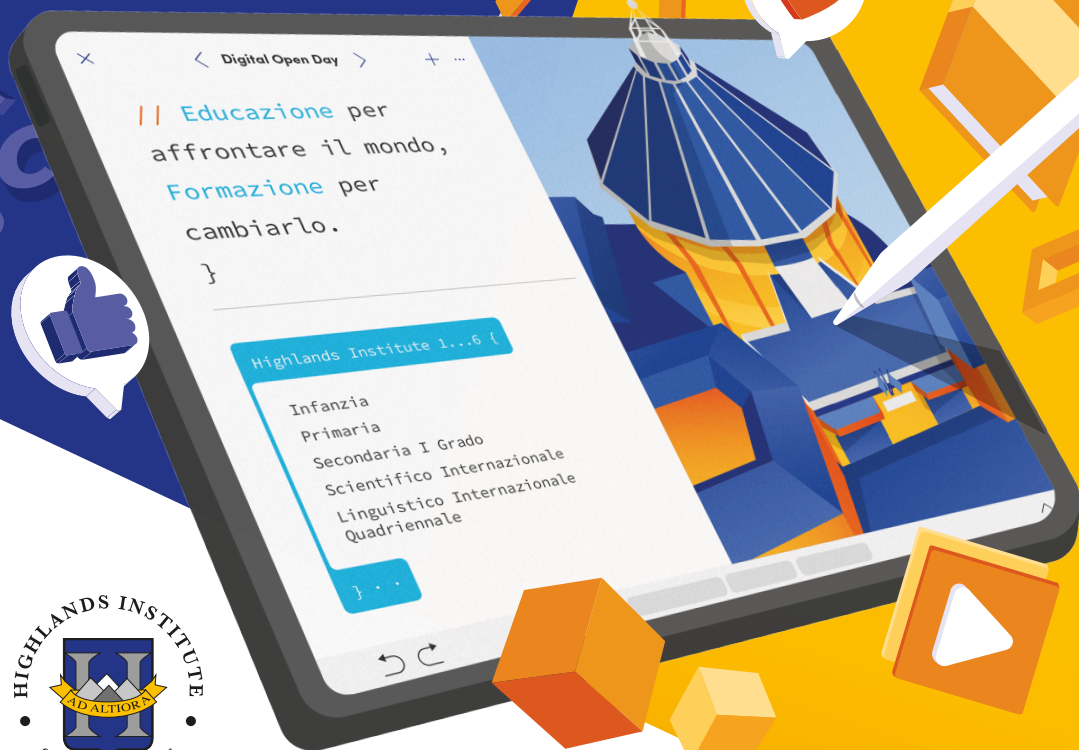 Digital Open Day
// Educazione per
affrontare il mondo,
Formazione per
cambiarlo.
}
Highlands Institute 1...6 {
Infanzia
Primaria
Secondaria I Grado
Scientifico Internazionale
Linguistico Internazionale
Quadriennale
} . .
HIGHLANDS INSTITUTE
AD ALTIORA